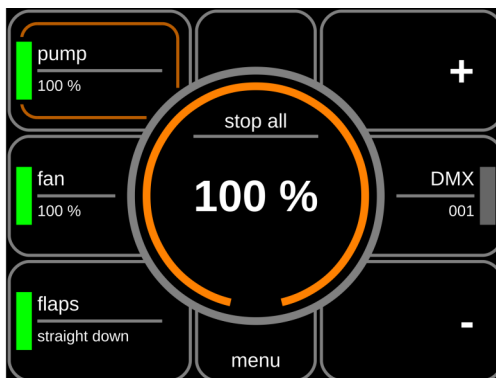 pump
100 %
+
stop all
fan
100 %
100 %
DMX
001
flaps
straight down
-
menu